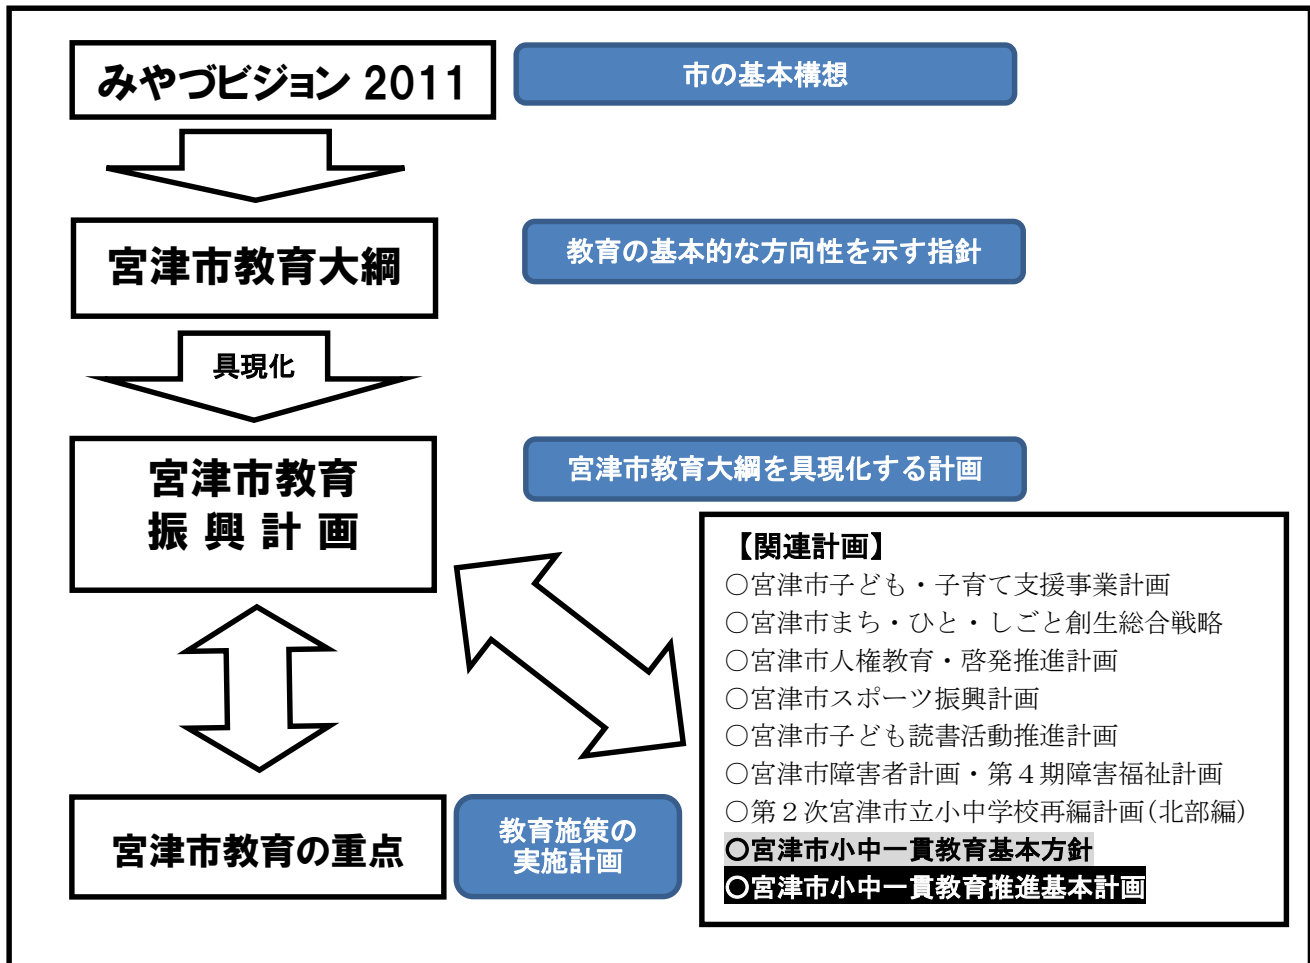 みやづビジョン 2011
市の基本構想
宮津市教育大綱
教育の基本的な方向性を示す指針
具現化
宮津市教育
振 興 計 画
宮津市教育大綱を具現化する計画
【関連計画】
○宮津市子ども・子育て支援事業計画
○宮津市まち・ひと・しごと創生総合戦略
○宮津市人権教育・啓発推進計画
○宮津市スポーツ振興計画
○宮津市子ども読書活動推進計画
○宮津市障害者計画・第４期障害福祉計画
○第２次宮津市立小中学校再編計画(北部編)
○宮津市小中一貫教育基本方針
○宮津市小中一貫教育推進基本計画
宮津市教育の重点
教育施策の
実施計画